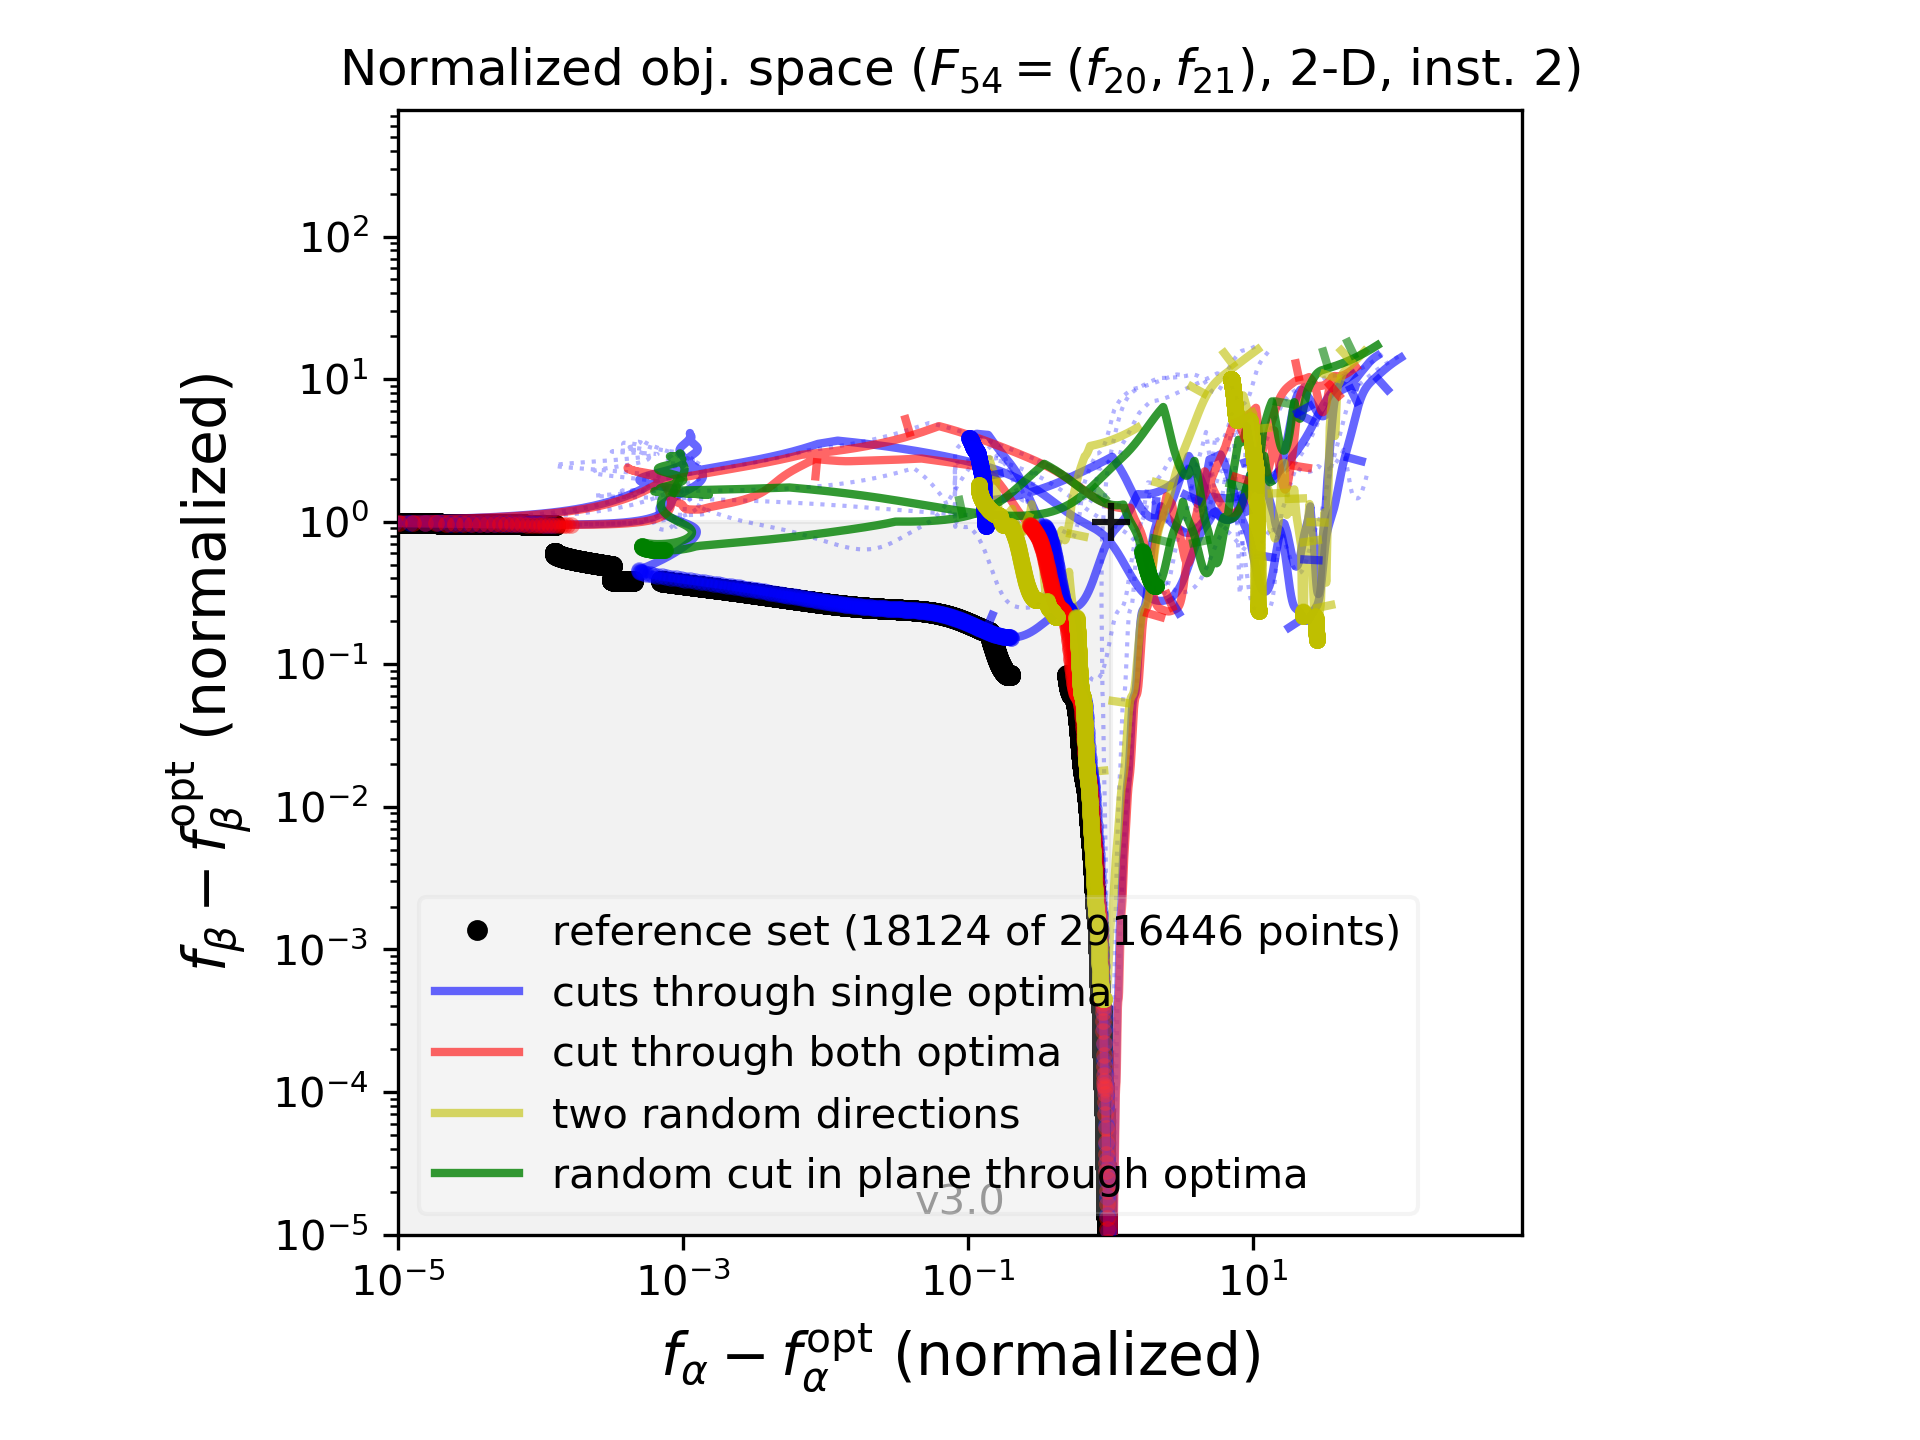 Normalized obj. space (F₅₄ = (f₂₀, f₂₁), 2-D, inst. 2)
f_β − f_β^opt (normalized)
10²
10¹
10⁰
10⁻¹
10⁻²
10⁻³
10⁻⁴
10⁻⁵
reference set (18124 of 2916446 points)
cuts through single optima
cut through both optima
two random directions
random cut in plane through optima
v3.0
10⁻⁵ 10⁻³ 10⁻¹ 10¹
f_α − f_α^opt (normalized)